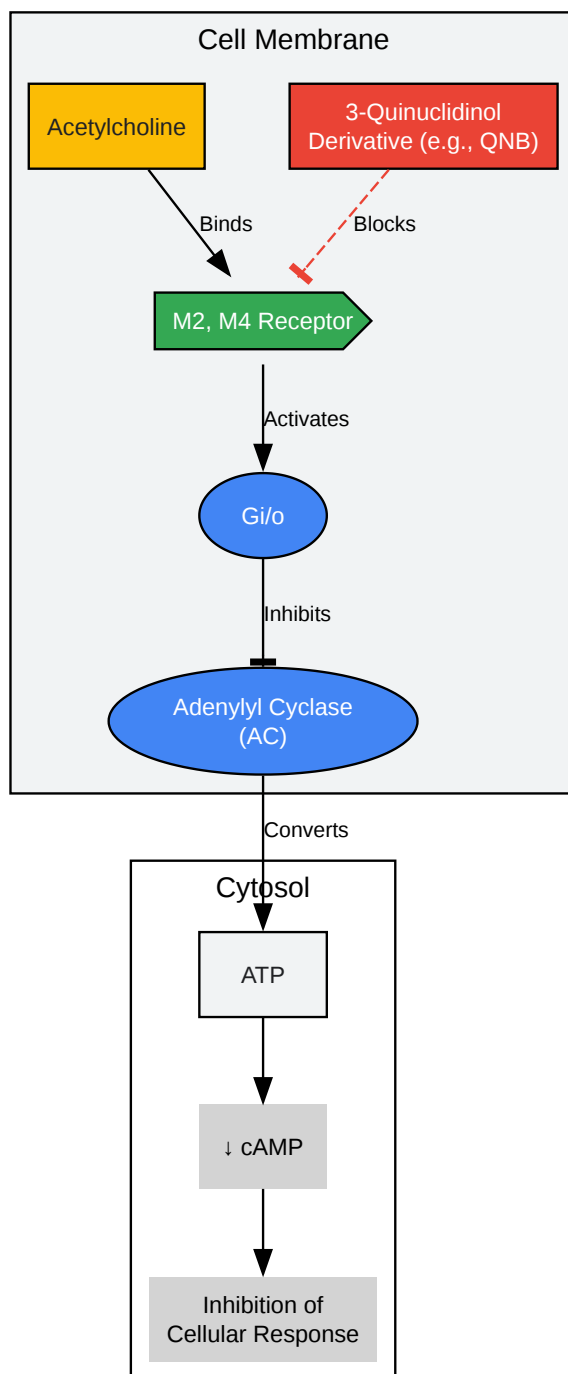 Cell Membrane
Acetylcholine
3-Quinuclidinol
Derivative (e.g., QNB)
Binds
Blocks
M2, M4 Receptor
Activates
Gi/o
Inhibits
Adenylyl Cyclase
(AC)
Converts
Cytosol
ATP
↓ cAMP
Inhibition of
Cellular Response